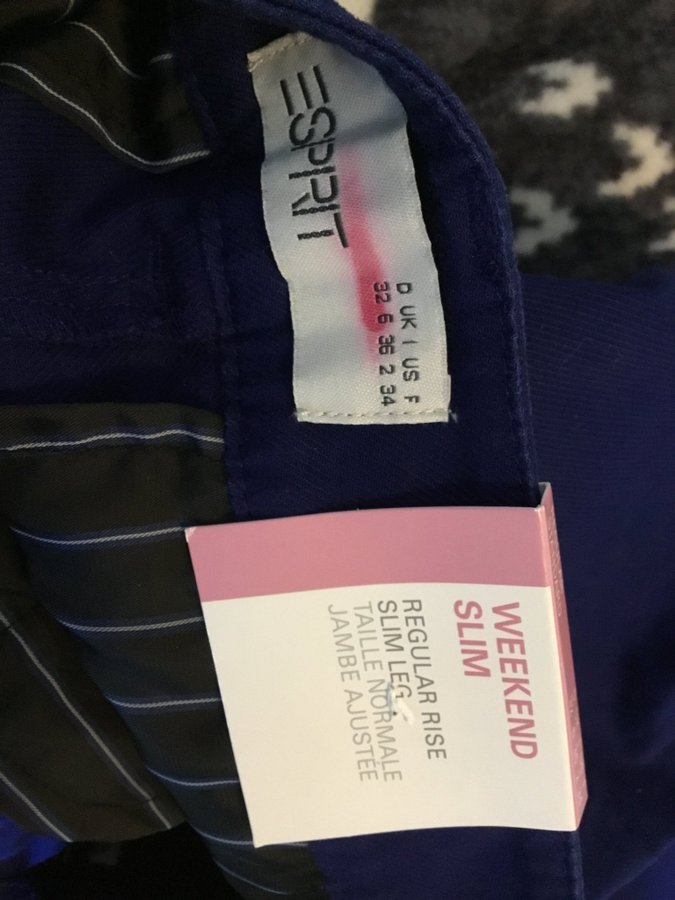 ESPRIT
D UK I US F
32 6 36 2 34
WEEKEND
SLIM
REGULAR RISE
SLIM LEG
TAILLE NORMALE
JAMBE AJUSTÉE